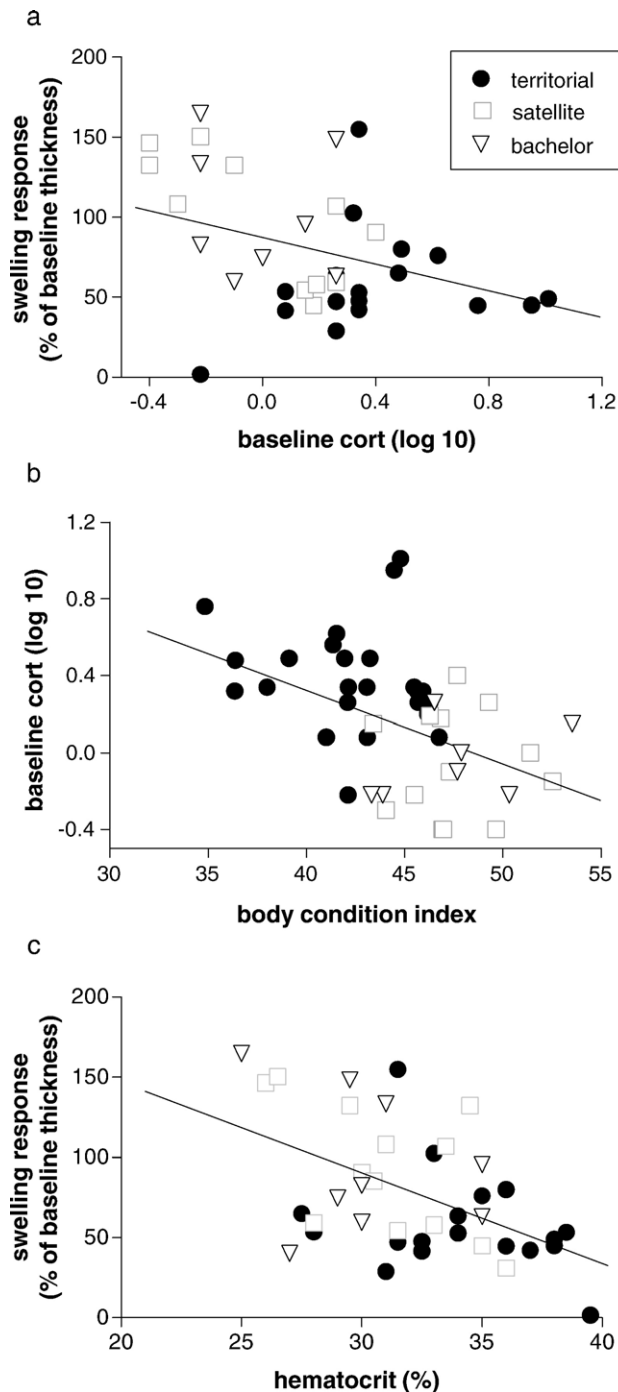 a
swelling response
(% of baseline thickness)
200
150
100
50
0
territorial
satellite
bachelor
-0.4
0.0
0.4
0.8
1.2
baseline cort (log 10)
b
baseline cort (log 10)
1.2
0.8
0.4
0.0
-0.4
30
35
40
45
50
55
body condition index
c
swelling response
(% of baseline thickness)
200
150
100
50
0
20
25
30
35
40
hematocrit (%)